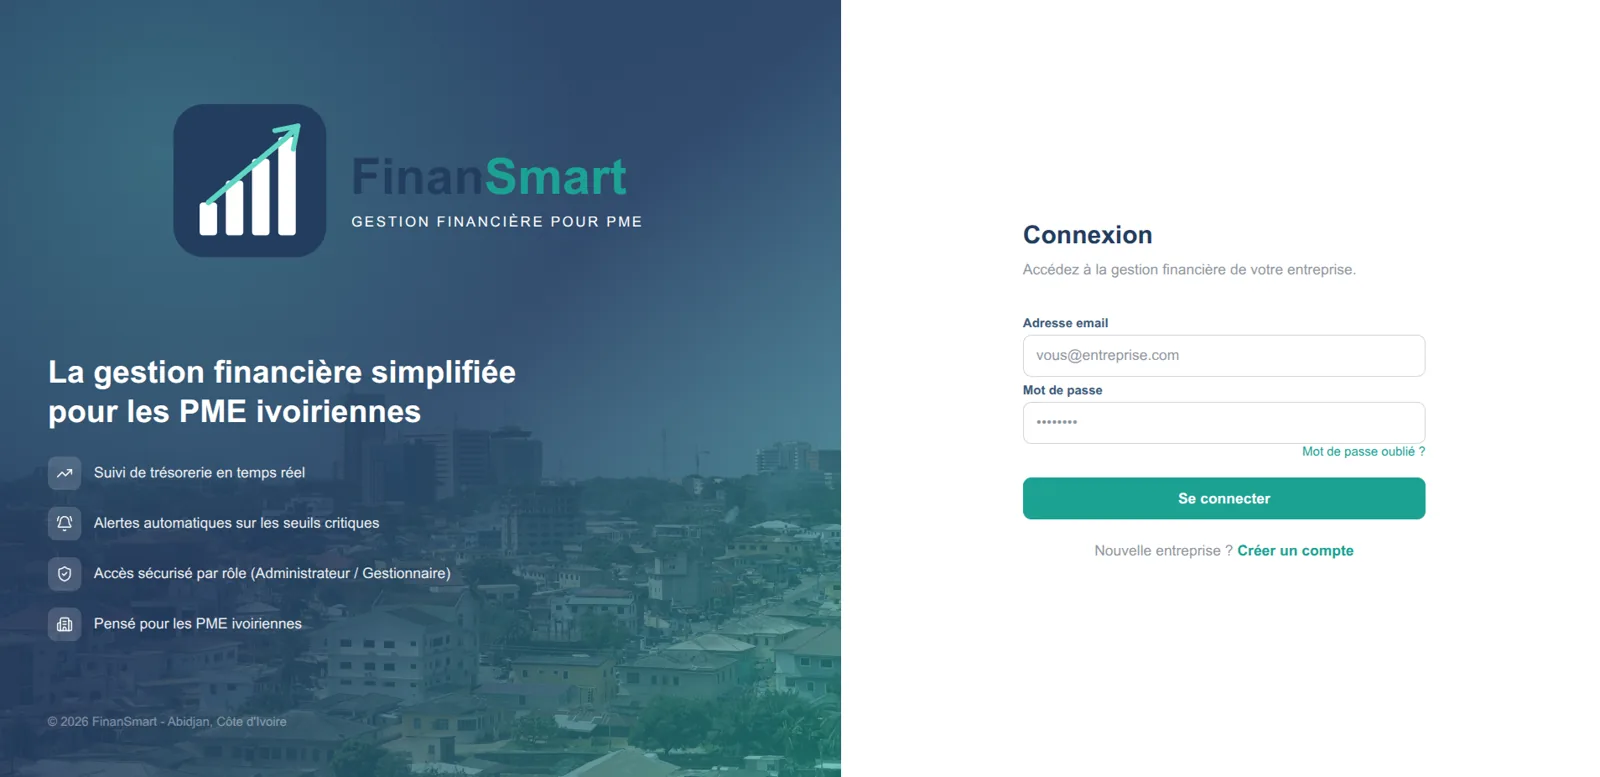 FinanSmart
GESTION FINANCIÈRE POUR PME
La gestion financière simplifiée
pour les PME ivoiriennes
Suivi de trésorerie en temps réel
Alertes automatiques sur les seuils critiques
Accès sécurisé par rôle (Administrateur / Gestionnaire)
Pensé pour les PME ivoiriennes
© 2026 FinanSmart - Abidjan, Côte d'Ivoire
Connexion
Accédez à la gestion financière de votre entreprise.
Adresse email
vous@entreprise.com
Mot de passe
••••••••
Mot de passe oublié ?
Se connecter
Nouvelle entreprise ? Créer un compte